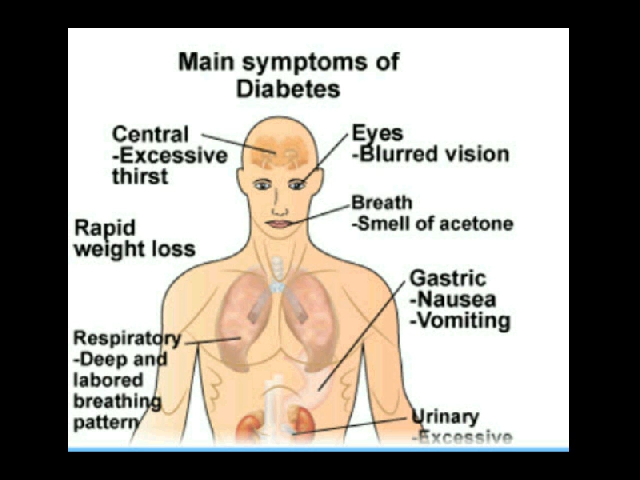 Main symptoms of
Diabetes
Central
-Excessive
thirst
Eyes
-Blurred vision
Breath
-Smell of acetone
Rapid
weight loss
Gastric
-Nausea
-Vomiting
Respiratory
-Deep and
labored
breathing
pattern
Urinary
-Excessive